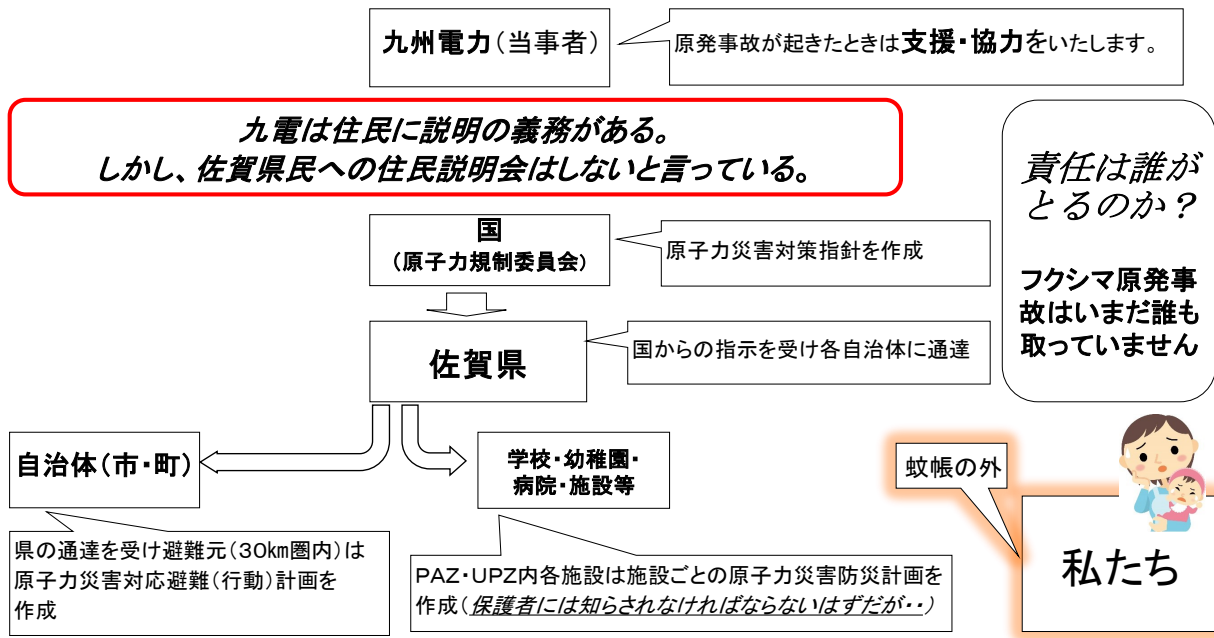 九州電力(当事者)
原発事故が起きたときは支援・協力をいたします。
九電は住民に説明の義務がある。
しかし、佐賀県民への住民説明会はしないと言っている。
責任は誰が
とるのか？
フクシマ原発事
故はいまだ誰も
取っていません
国
(原子力規制委員会)
原子力災害対策指針を作成
佐賀県
国からの指示を受け各自治体に通達
自治体(市・町)
学校・幼稚園・
病院・施設等
蚊帳の外
私たち
県の通達を受け避難元(30km圏内)は
原子力災害対応避難(行動)計画を
作成
PAZ・UPZ内各施設は施設ごとの原子力災害防災計画を
作成(保護者には知らされなければならないはずだが・・)